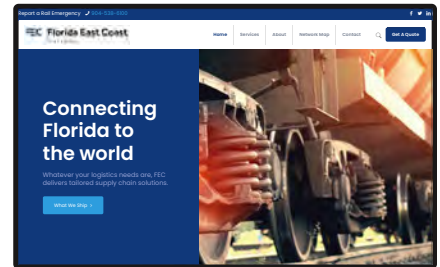 Report a Rail Emergency
FEC Florida East Coast
Home Services About Network Map Contact Get A Quote
Connecting
Florida to
the world
Whatever your logistics needs are, FEC
delivers tailored supply chain solutions.
What We Ship >